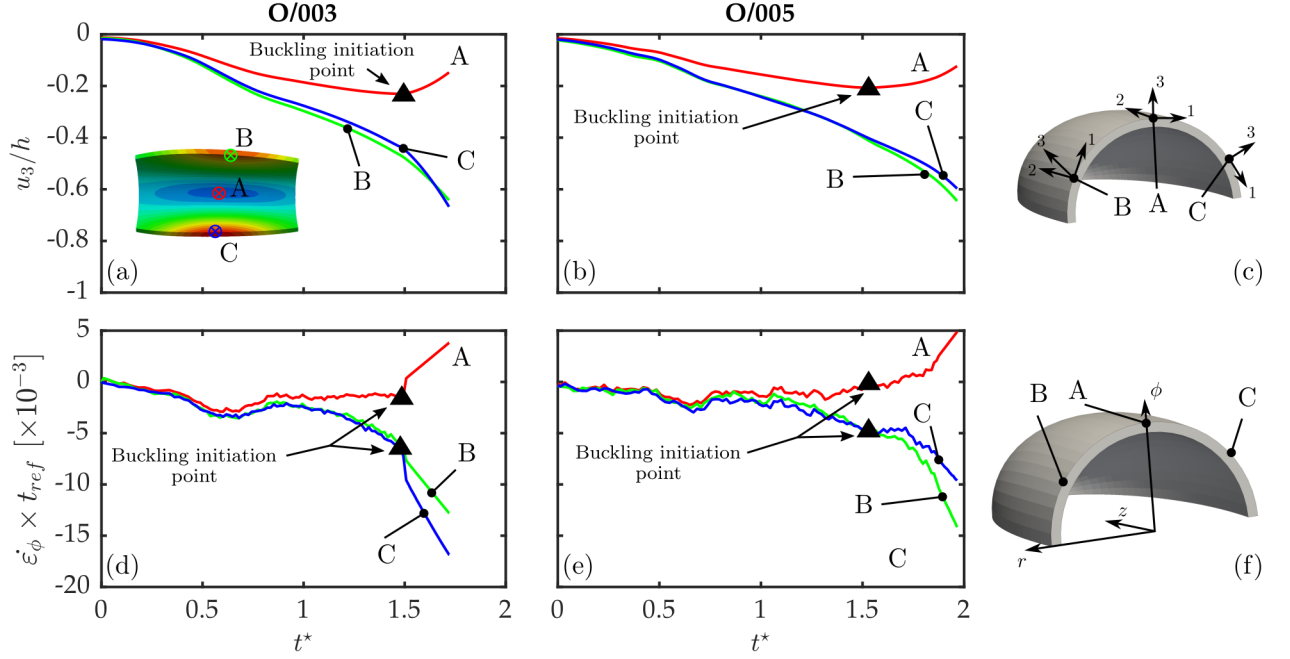 O/003
O/005
0
-0.2
-0.4
-0.6
-0.8
-1
u₃/h
Buckling initiation
point
A
B
C
B
A
C
(a)
Buckling initiation
point
A
C
B
(b)
3
2
1
3
1
2
3
1
B
A
C
(c)
5
0
-5
-10
-15
-20
ε̇_ϕ × t_ref [×10⁻³]
A
Buckling initiation
point
B
C
(d)
0
0.5
1
1.5
2
t⋆
A
Buckling initiation
point
C
B
C
(e)
0
0.5
1
1.5
2
t⋆
B
A
ϕ
C
z
r
(f)